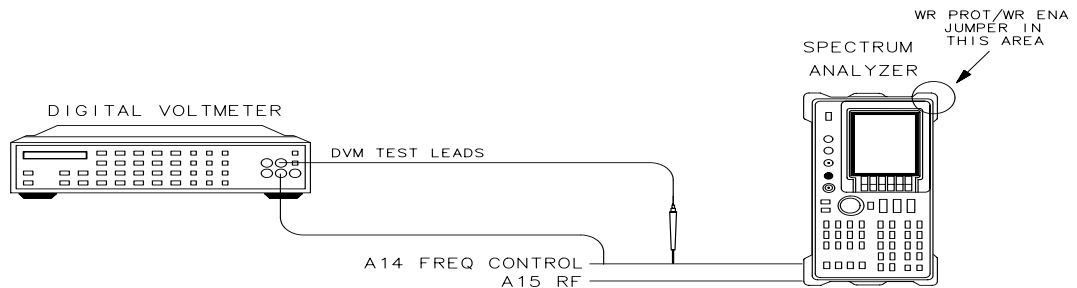 WR PROT/WR ENA
JUMPER IN
THIS AREA
SPECTRUM
ANALYZER
DIGITAL VOLTMETER
DVM TEST LEADS
A14 FREQ CONTROL
A15 RF